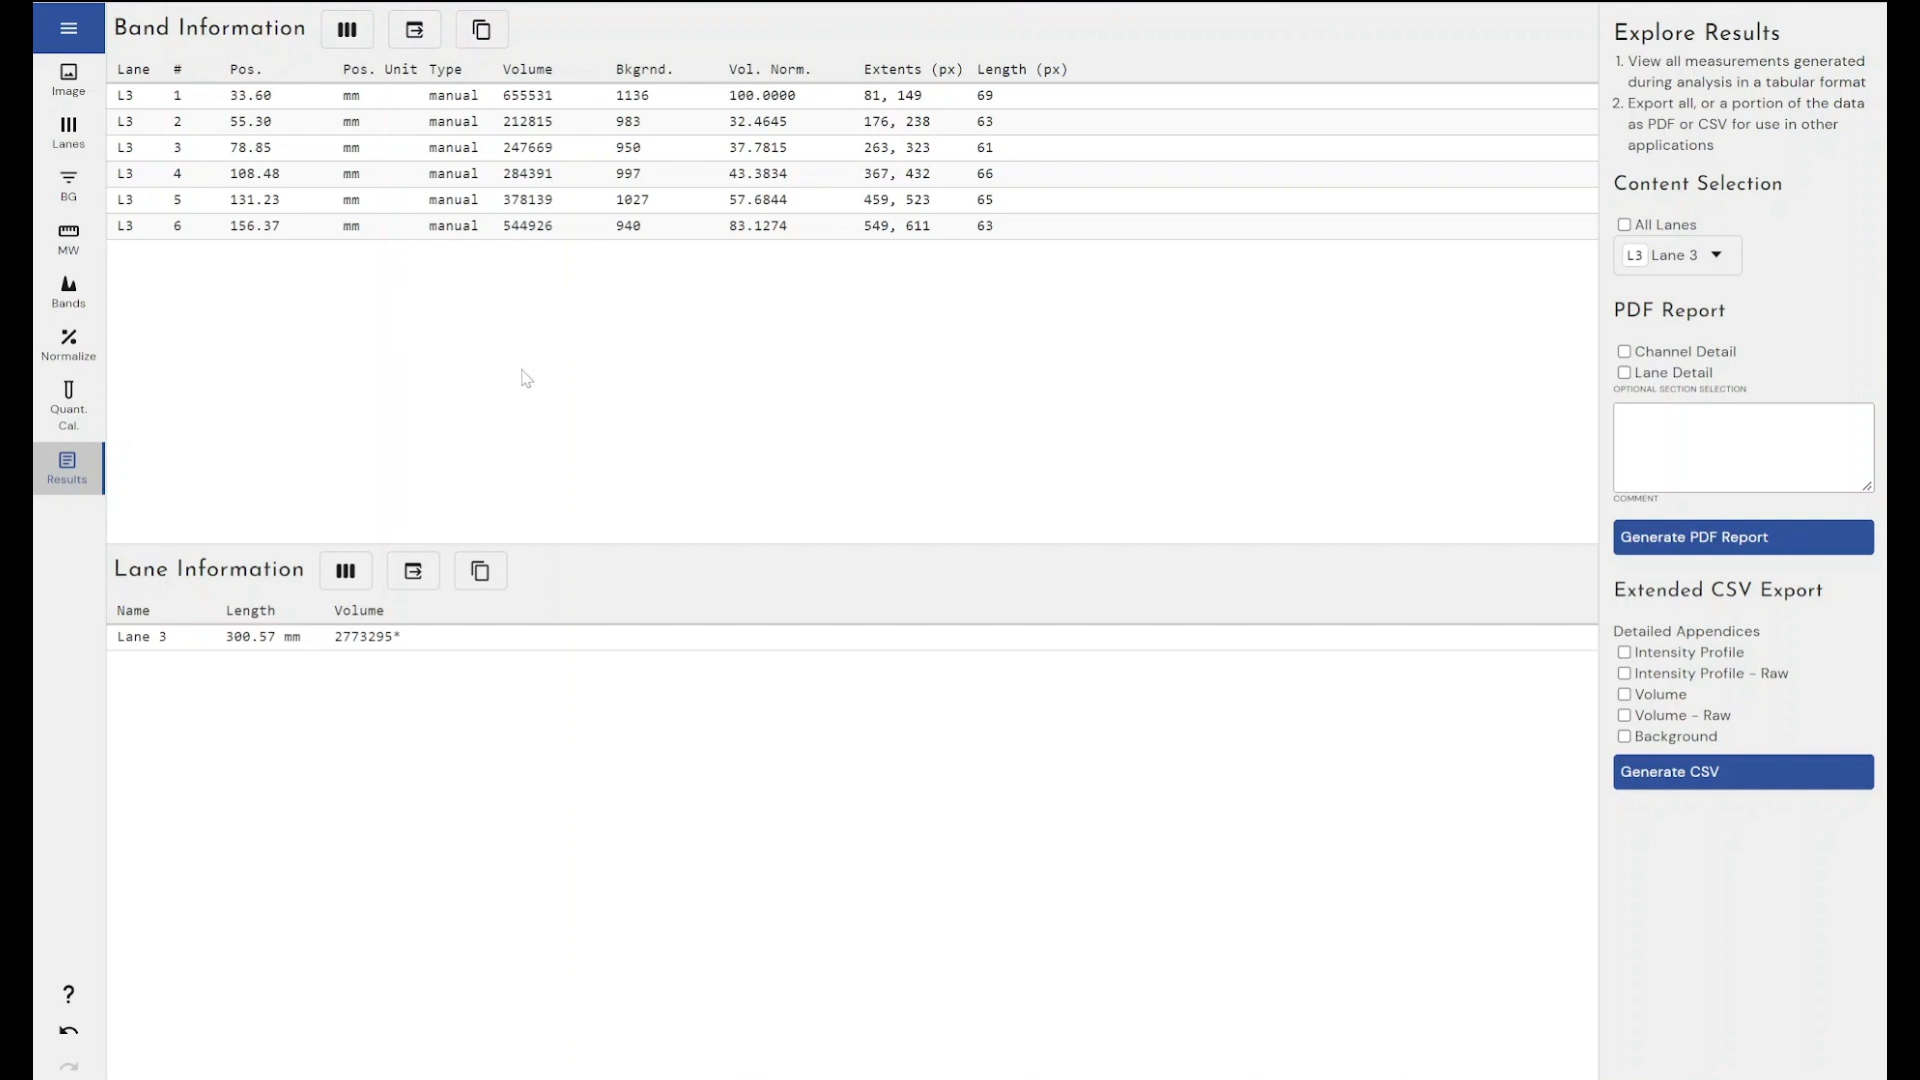 Image
Lanes
BG
MW
Bands
Normalize
Quant.
Cal.
Results
?
Band Information
Lane # Pos. Pos. Unit Type Volume Bkgrnd. Vol. Norm. Extents (px) Length (px)
L3 1 33.60 mm manual 655531 1136 100.0000 81, 149 69
L3 2 55.30 mm manual 212815 983 32.4645 176, 238 63
L3 3 78.85 mm manual 247669 950 37.7815 263, 323 61
L3 4 108.48 mm manual 284391 997 43.3834 367, 432 66
L3 5 131.23 mm manual 378139 1027 57.6844 459, 523 65
L3 6 156.37 mm manual 544926 940 83.1274 549, 611 63
Lane Information
Name Length Volume
Lane 3 300.57 mm 2773295*
Explore Results
1. View all measurements generated
during analysis in a tabular format
2. Export all, or a portion of the data
as PDF or CSV for use in other
applications
Content Selection
All Lanes
L3 Lane 3
PDF Report
Channel Detail
Lane Detail
OPTIONAL SECTION SELECTION
COMMENT
Generate PDF Report
Extended CSV Export
Detailed Appendices
Intensity Profile
Intensity Profile - Raw
Volume
Volume - Raw
Background
Generate CSV